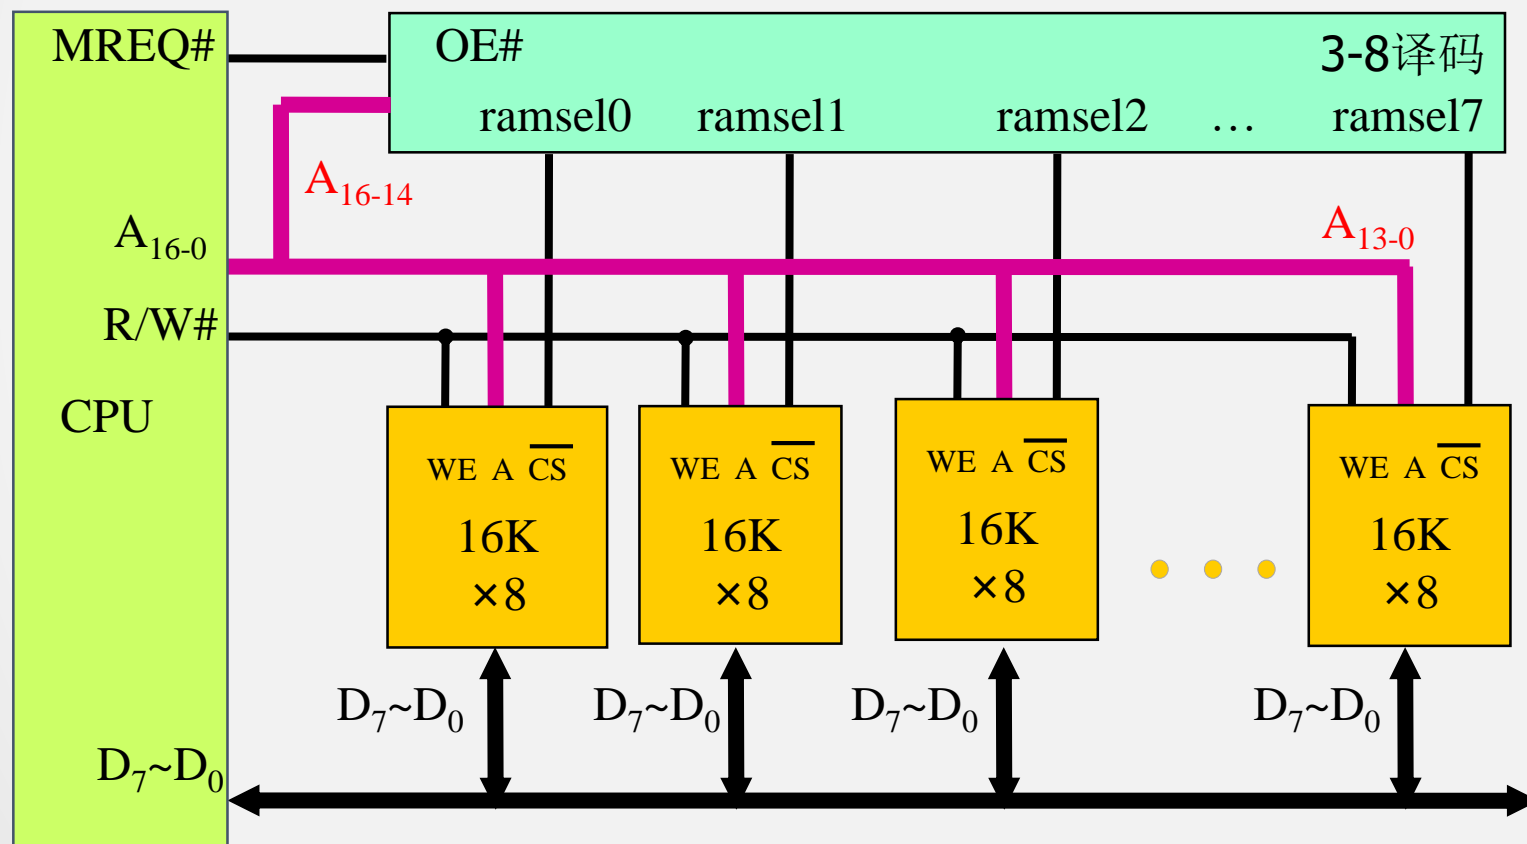 MREQ#
OE#
3-8译码
ramsel0 ramsel1 ramsel2 … ramsel7
A16-14
A16-0
A13-0
R/W#
CPU
WE A CS
16K
×8
WE A CS
16K
×8
WE A CS
16K
×8
WE A CS
16K
×8
D7~D0
D7~D0
D7~D0
D7~D0
D7~D0